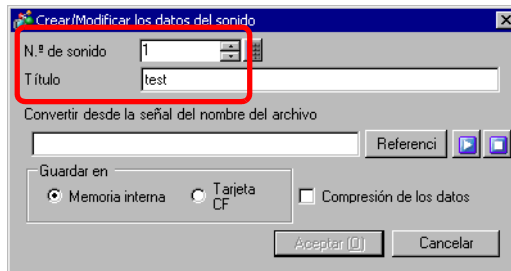 Crear/Modificar los datos del sonido
N.º de sonido 1
Título test
Convertir desde la señal del nombre del archivo
Referenci
Guardar en
Memoria interna Tarjeta CF Compresión de los datos
Aceptar (O) Cancelar